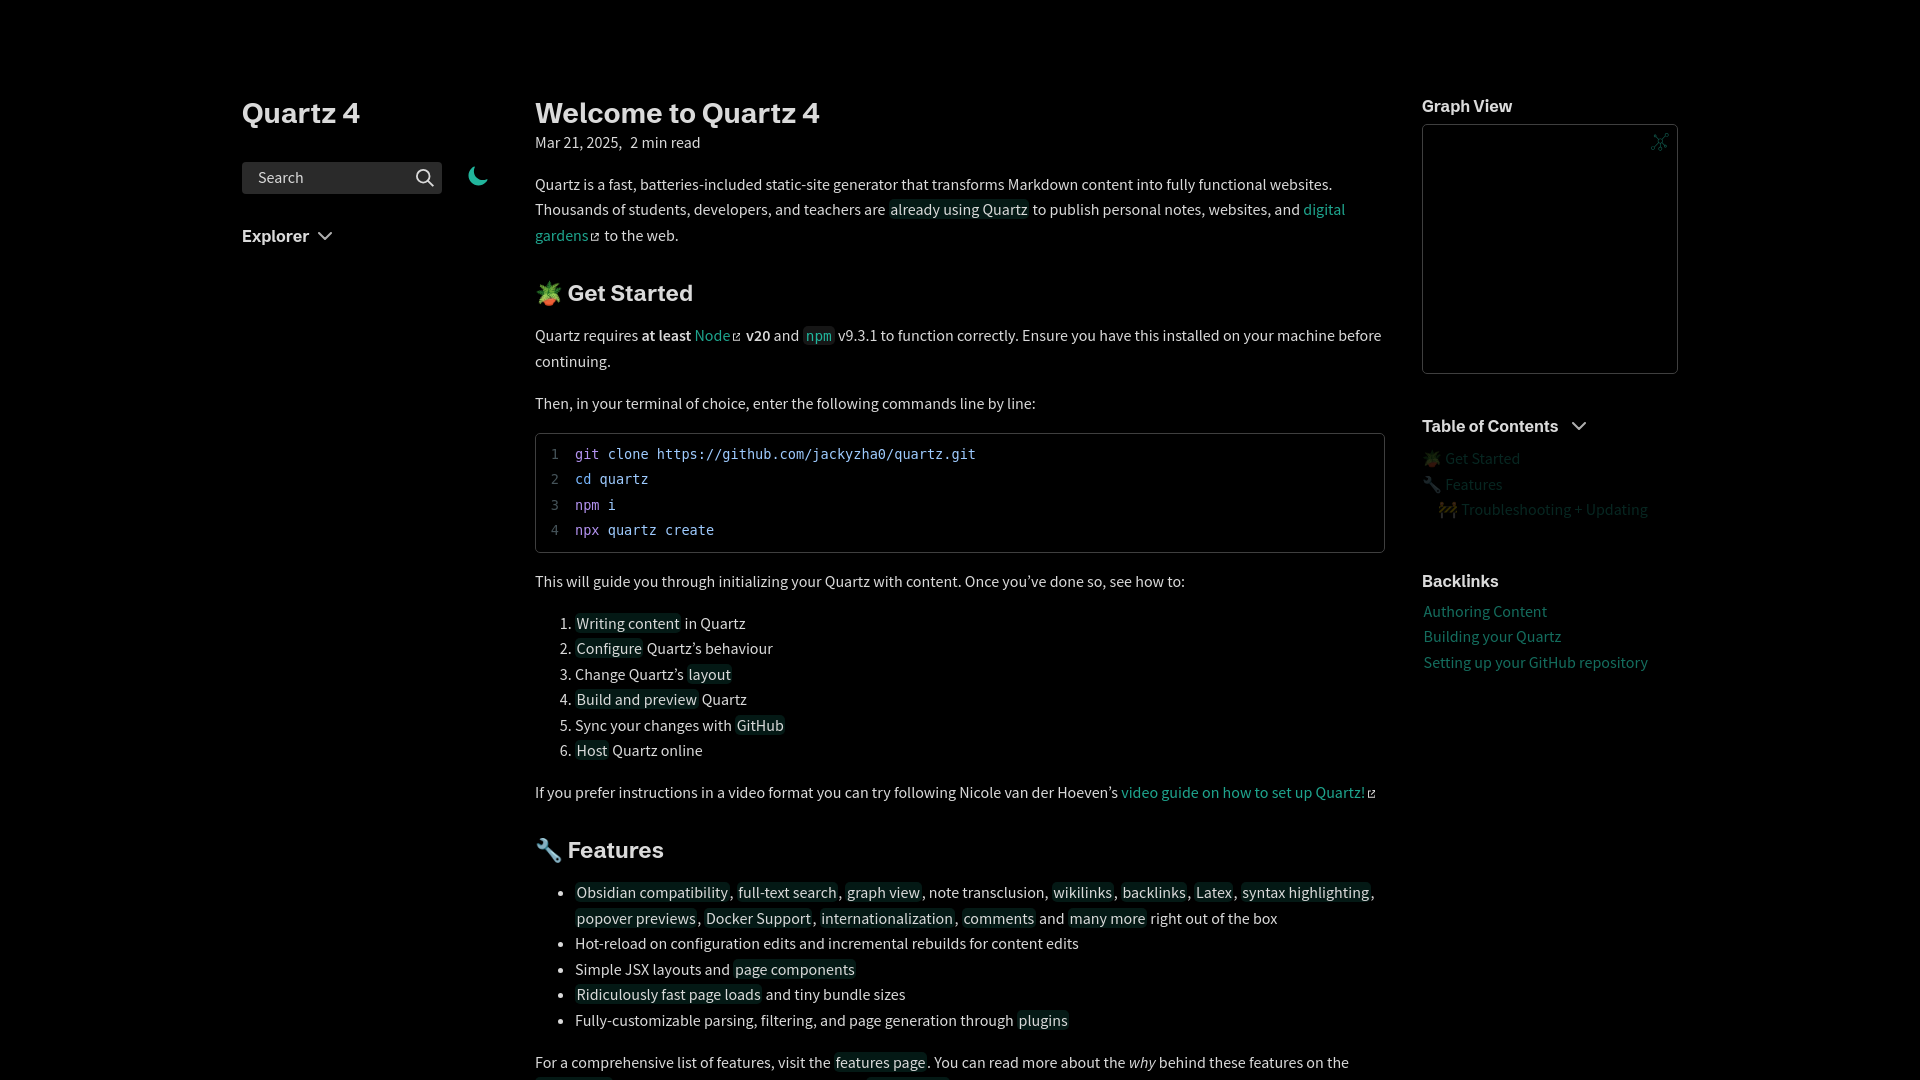 Quartz 4
Search
Explorer
Welcome to Quartz 4
Mar 21, 2025, 2 min read
Quartz is a fast, batteries-included static-site generator that transforms Markdown content into fully functional websites.
Thousands of students, developers, and teachers are already using Quartz to publish personal notes, websites, and digital
gardens to the web.
🪴 Get Started
Quartz requires at least Node v20 and npm v9.3.1 to function correctly. Ensure you have this installed on your machine before
continuing.
Then, in your terminal of choice, enter the following commands line by line:
1 git clone https://github.com/jackyzha0/quartz.git
2 cd quartz
3 npm i
4 npx quartz create
This will guide you through initializing your Quartz with content. Once you’ve done so, see how to:
1. Writing content in Quartz
2. Configure Quartz’s behaviour
3. Change Quartz’s layout
4. Build and preview Quartz
5. Sync your changes with GitHub
6. Host Quartz online
If you prefer instructions in a video format you can try following Nicole van der Hoeven’s video guide on how to set up Quartz!
🔧 Features
• Obsidian compatibility, full-text search, graph view, note transclusion, wikilinks, backlinks, Latex, syntax highlighting,
popover previews, Docker Support, internationalization, comments and many more right out of the box
• Hot-reload on configuration edits and incremental rebuilds for content edits
• Simple JSX layouts and page components
• Ridiculously fast page loads and tiny bundle sizes
• Fully-customizable parsing, filtering, and page generation through plugins
For a comprehensive list of features, visit the features page. You can read more about the why behind these features on the
Graph View
Table of Contents
🪴 Get Started
🔧 Features
🚧 Troubleshooting + Updating
Backlinks
Authoring Content
Building your Quartz
Setting up your GitHub repository